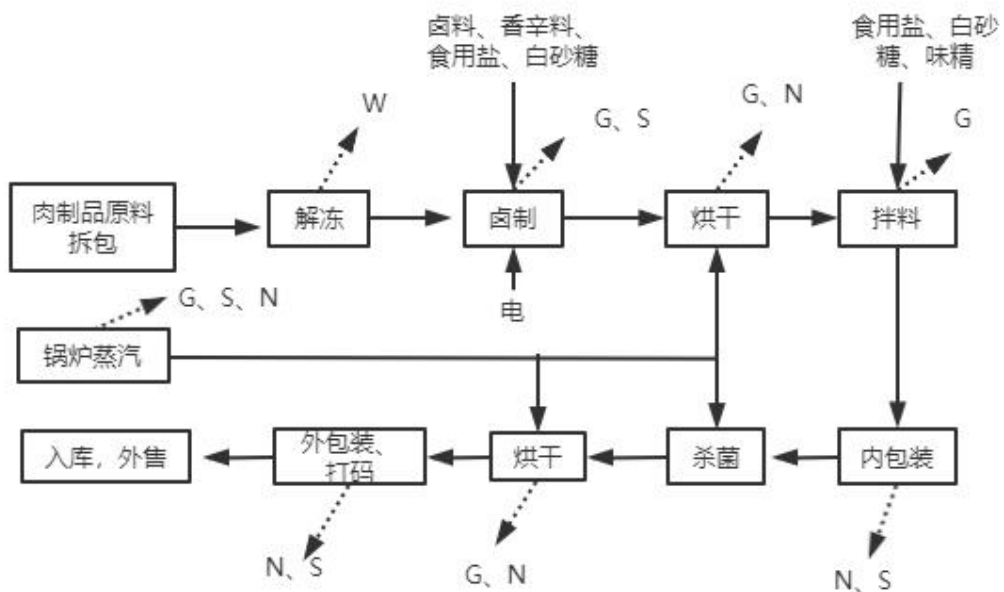 卤料、香辛料、
食用盐、白砂糖
食用盐、白砂
糖、味精
W
G、S
G、N
G
肉制品原料
拆包
解冻
卤制
烘干
拌料
电
G、S、N
锅炉蒸汽
入库，外售
外包装、
打码
烘干
杀菌
内包装
N、S
G、N
N、S